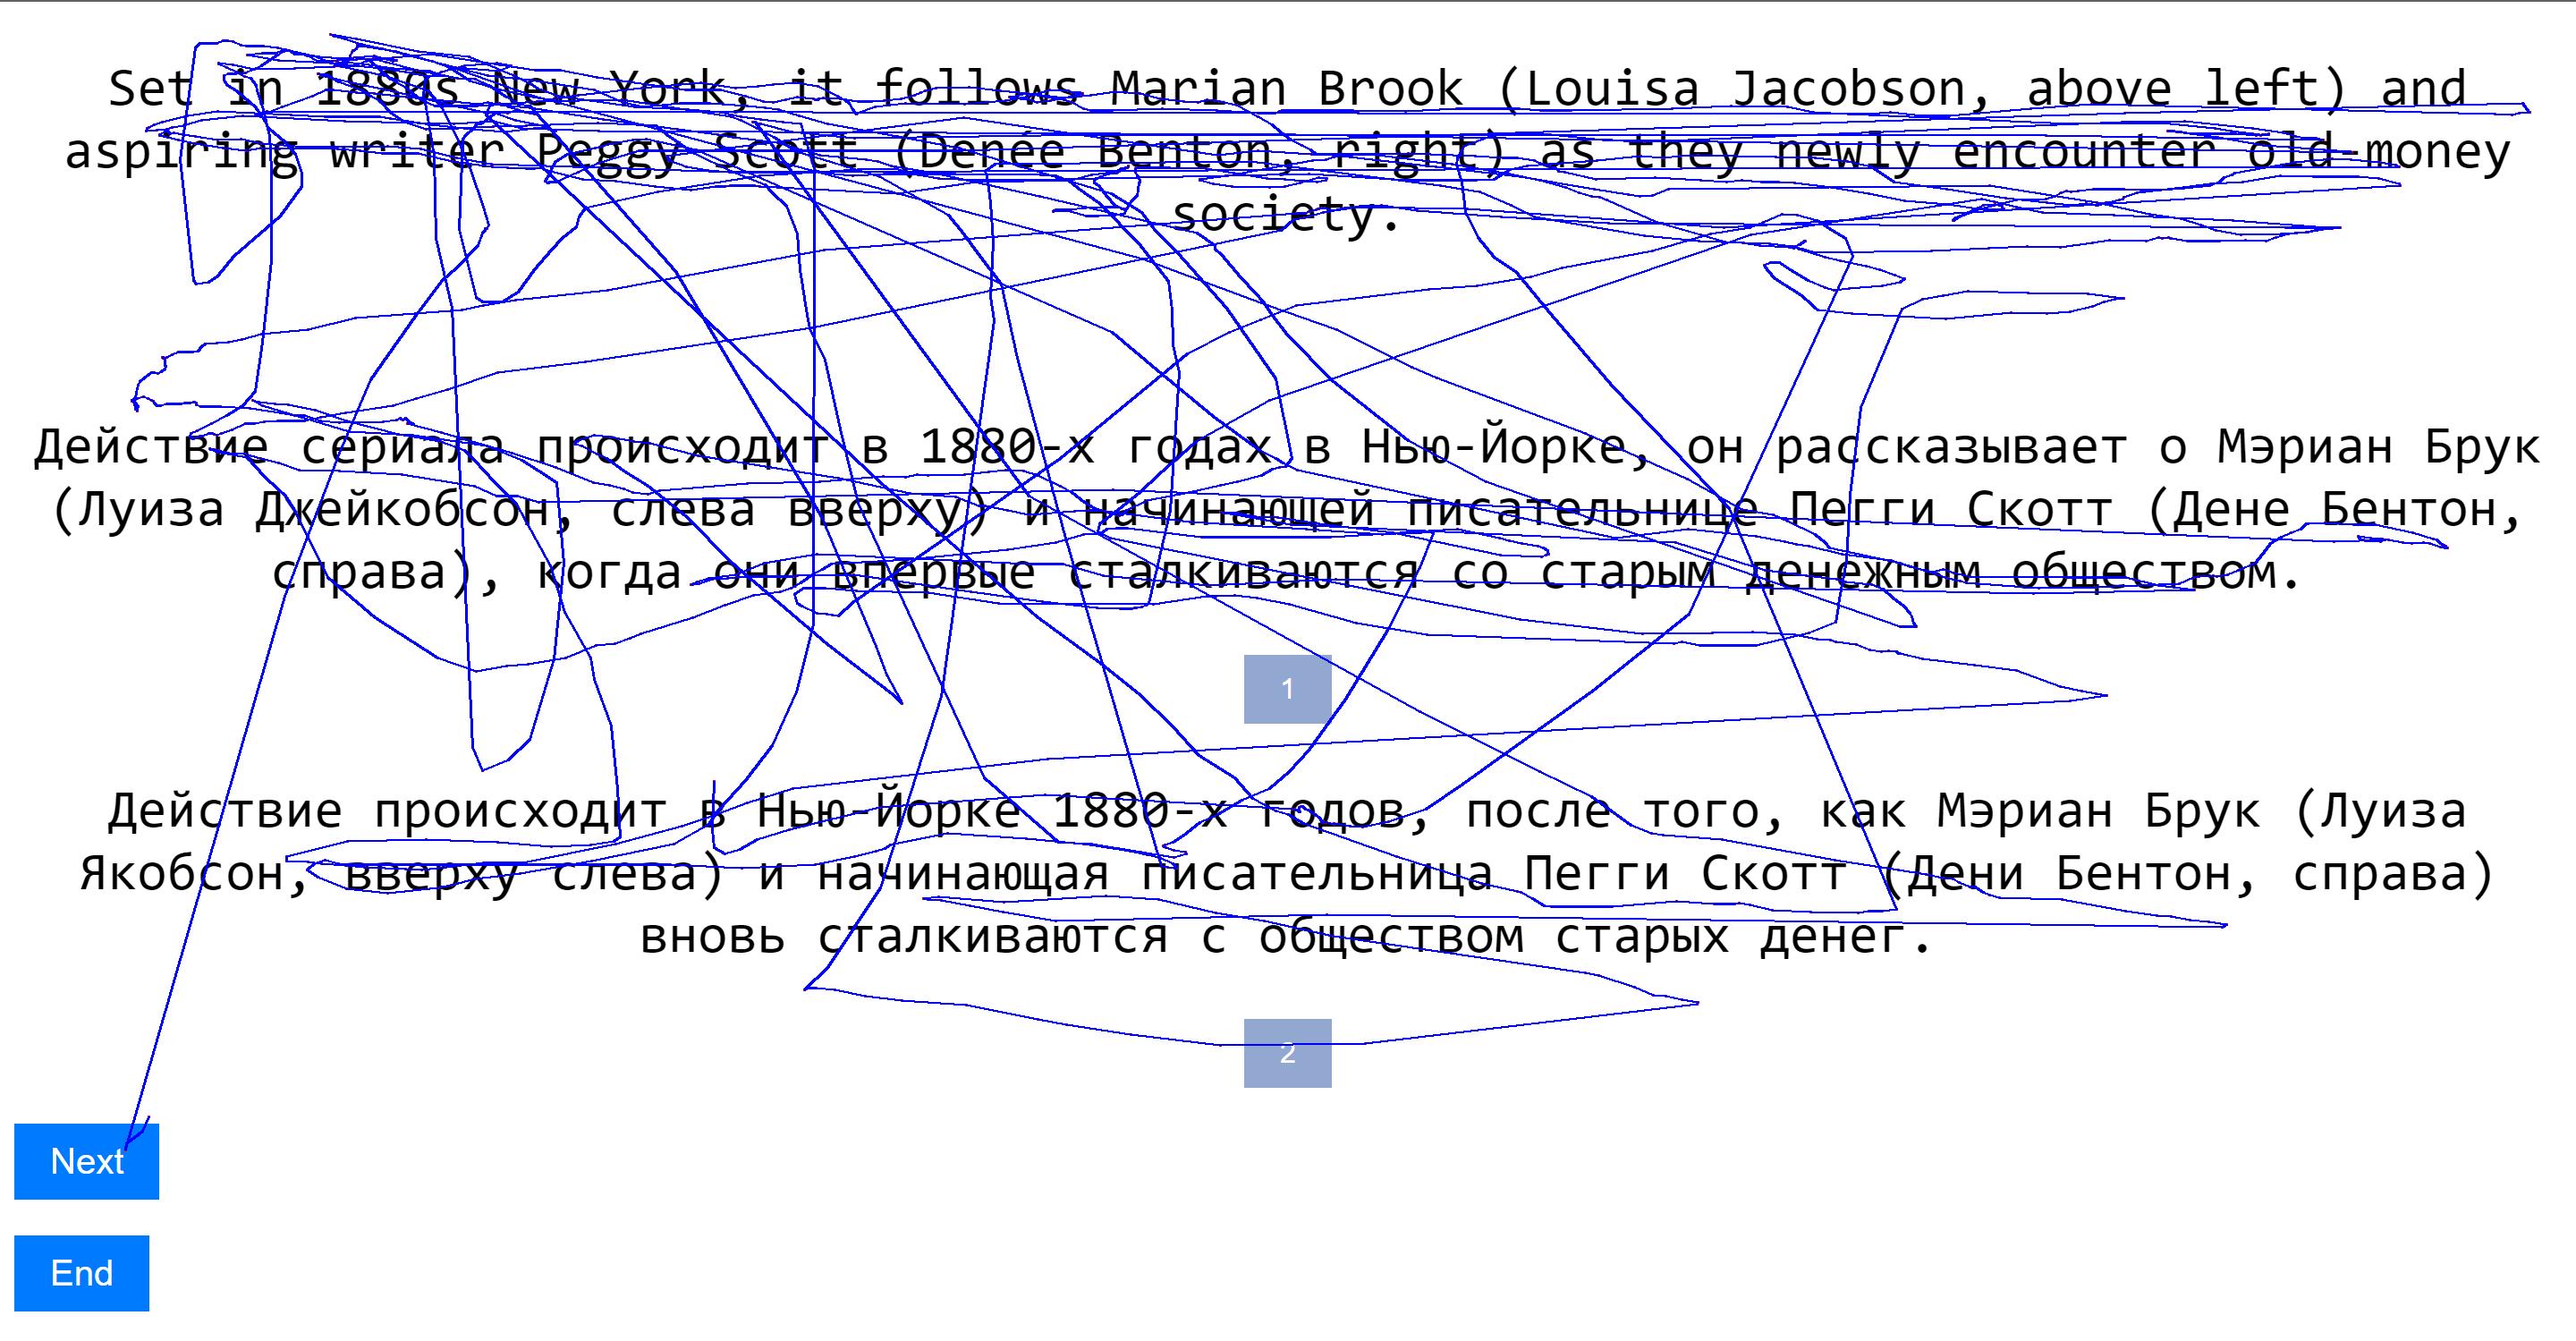 Set in 1880s New York, it follows Marian Brook (Louisa Jacobson, above left) and
aspiring writer Peggy Scott (Denée Benton, right) as they newly encounter old-money
society.
Действие сериала происходит в 1880-х годах в Нью-Йорке, он рассказывает о Мэриан Брук
(Луиза Джейкобсон, слева вверху) и начинающей писательнице Пегги Скотт (Дене Бентон,
справа), когда они впервые сталкиваются со старым денежным обществом.
1
Действие происходит в Нью-Йорке 1880-х годов, после того, как Мэриан Брук (Луиза
Якобсон, вверху слева) и начинающая писательница Пегги Скотт (Дени Бентон, справа)
вновь сталкиваются с обществом старых денег.
2
Next
End